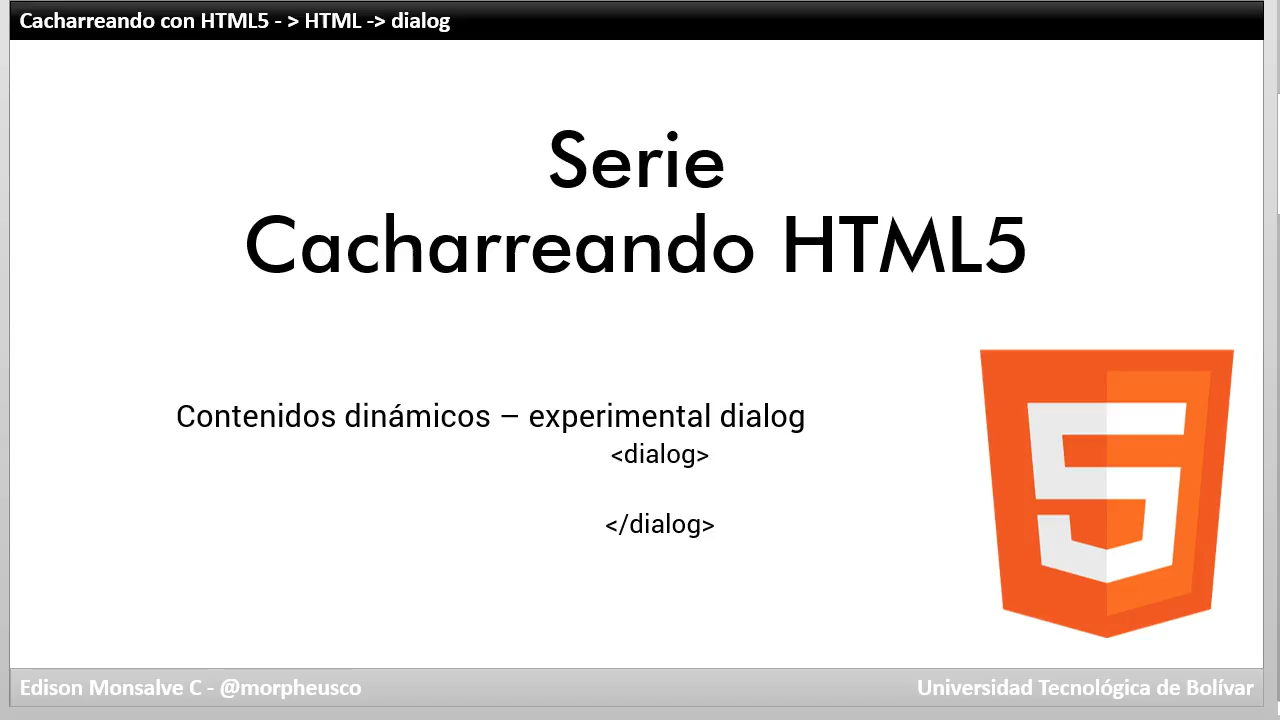 Cacharreando con HTML5 - > HTML -> dialog
Serie
Cacharreando HTML5
Contenidos dinámicos – experimental dialog
<dialog>
</dialog>
Edison Monsalve C - @morpheusco
Universidad Tecnológica de Bolívar